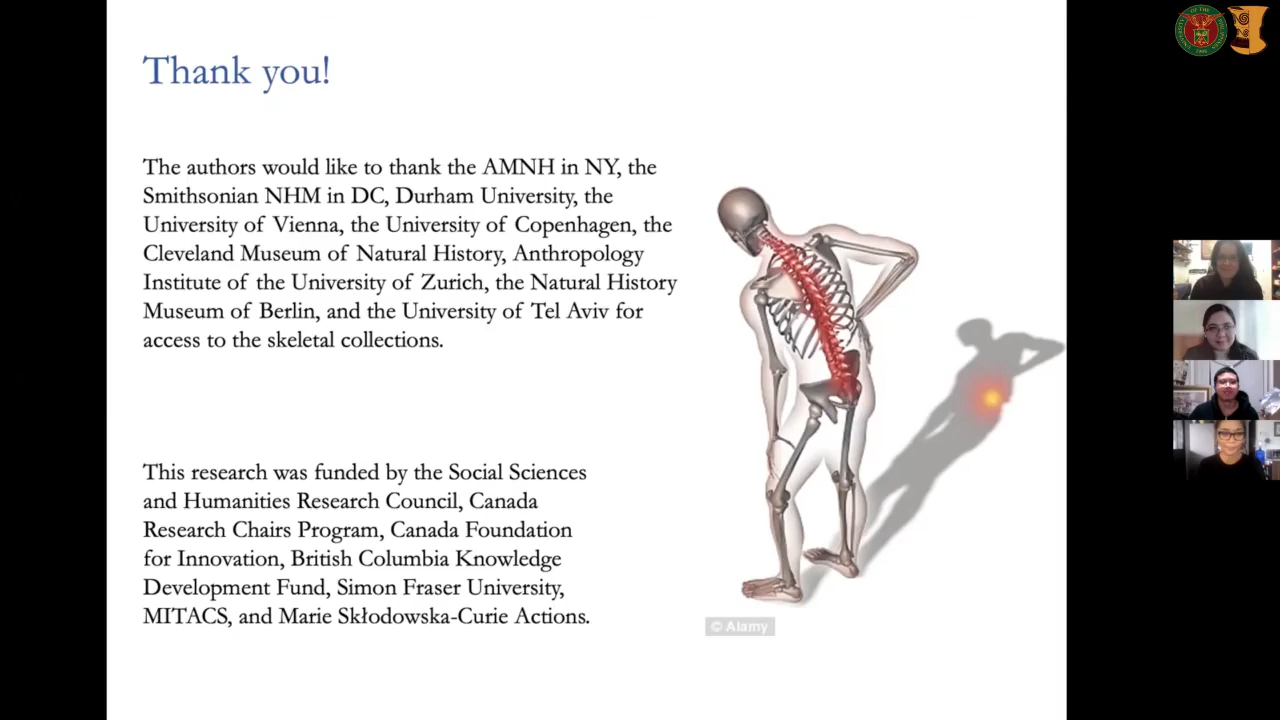 Thank you!
The authors would like to thank the AMNH in NY, the
Smithsonian NHM in DC, Durham University, the
University of Vienna, the University of Copenhagen, the
Cleveland Museum of Natural History, Anthropology
Institute of the University of Zurich, the Natural History
Museum of Berlin, and the University of Tel Aviv for
access to the skeletal collections.
This research was funded by the Social Sciences
and Humanities Research Council, Canada
Research Chairs Program, Canada Foundation
for Innovation, British Columbia Knowledge
Development Fund, Simon Fraser University,
MITACS, and Marie Skłodowska-Curie Actions.
© Alamy